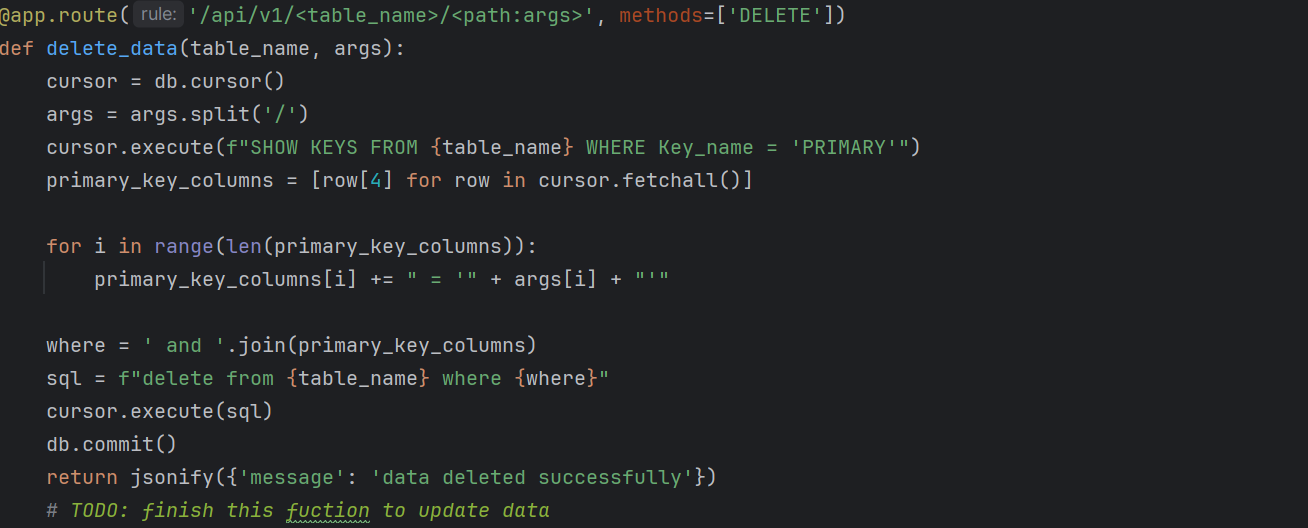 @app.route( rule: '/api/v1/<table_name>/<path:args>', methods=['DELETE'])
def delete_data(table_name, args):
    cursor = db.cursor()
    args = args.split('/')
    cursor.execute(f"SHOW KEYS FROM {table_name} WHERE Key_name = 'PRIMARY'")
    primary_key_columns = [row[4] for row in cursor.fetchall()]

    for i in range(len(primary_key_columns)):
        primary_key_columns[i] += " = '" + args[i] + "'"

    where = ' and '.join(primary_key_columns)
    sql = f"delete from {table_name} where {where}"
    cursor.execute(sql)
    db.commit()
    return jsonify({'message': 'data deleted successfully'})
    # TODO: finish this fuction to update data